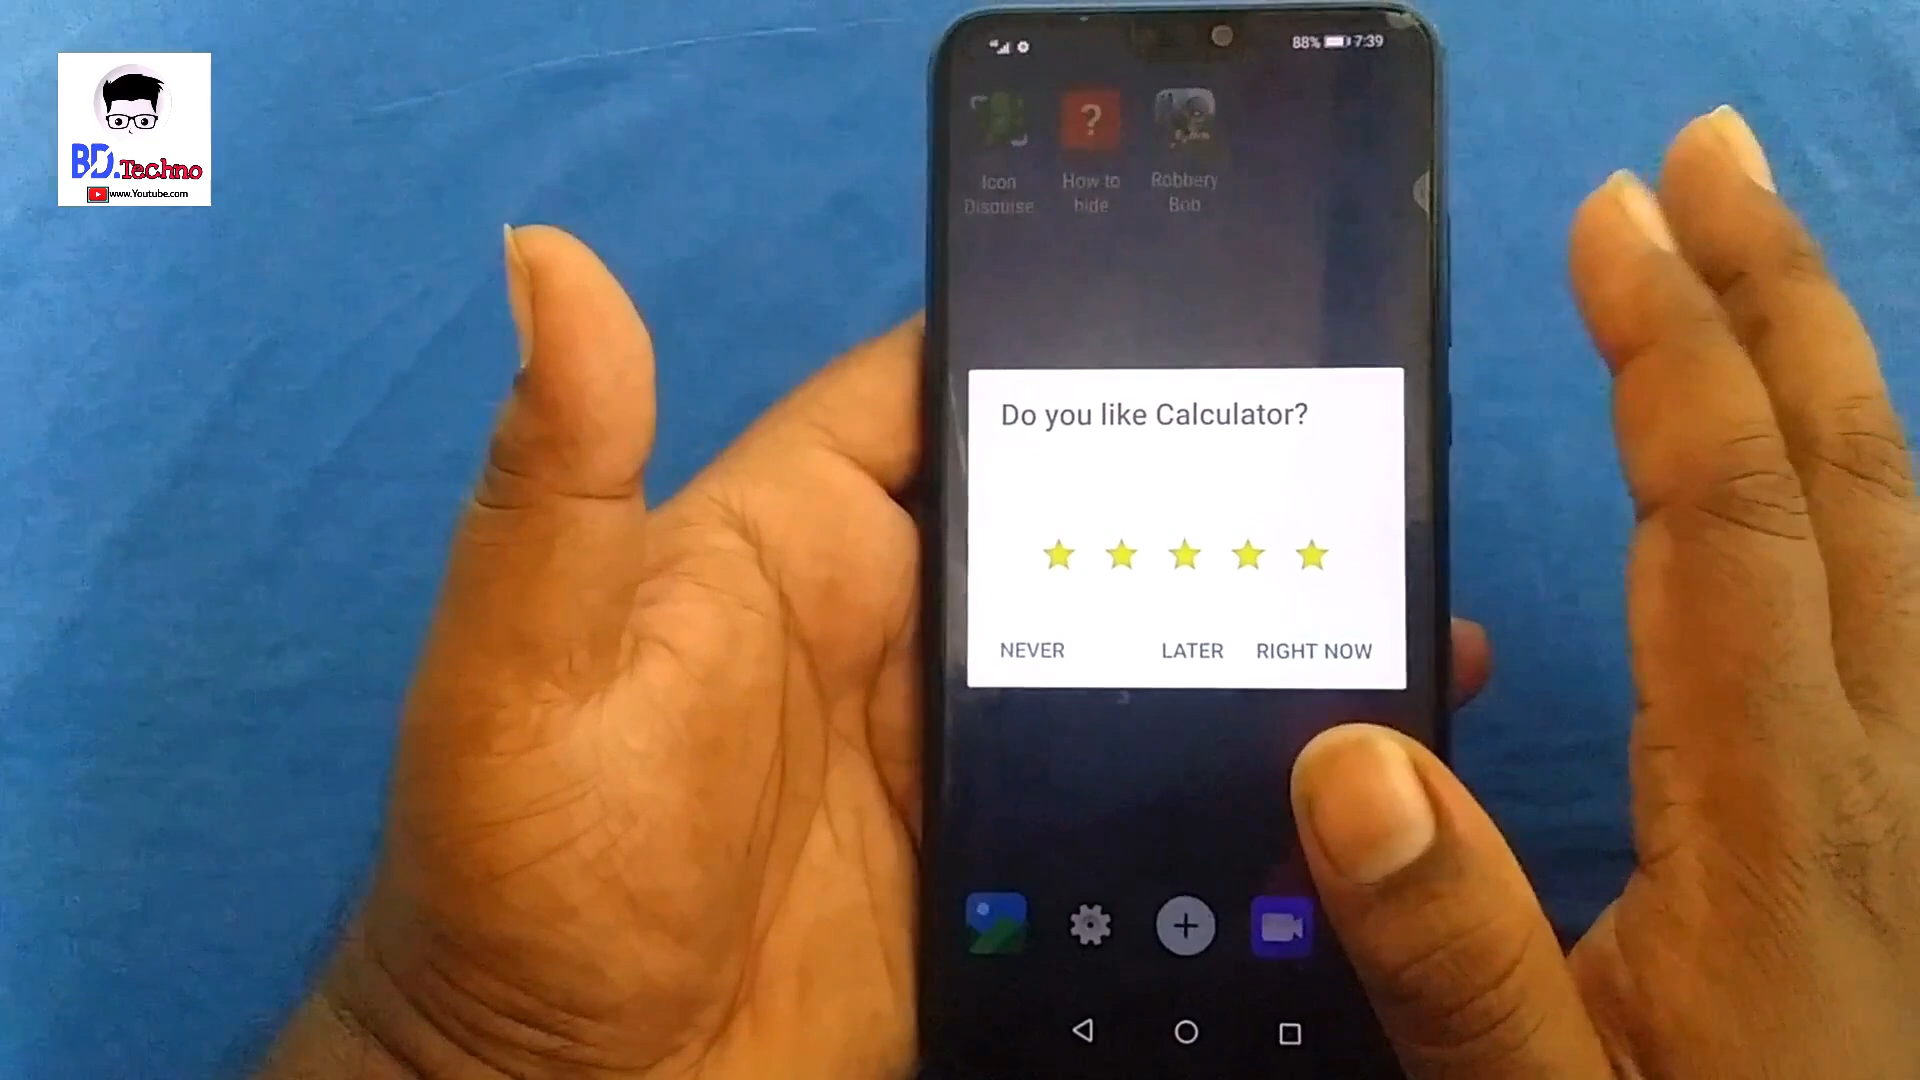 BD.Techno
www.Youtube.com
88% 7:39
Icon
Disguise
How to
hide
Robbery
Bob
?
Do you like Calculator?
NEVER
LATER
RIGHT NOW